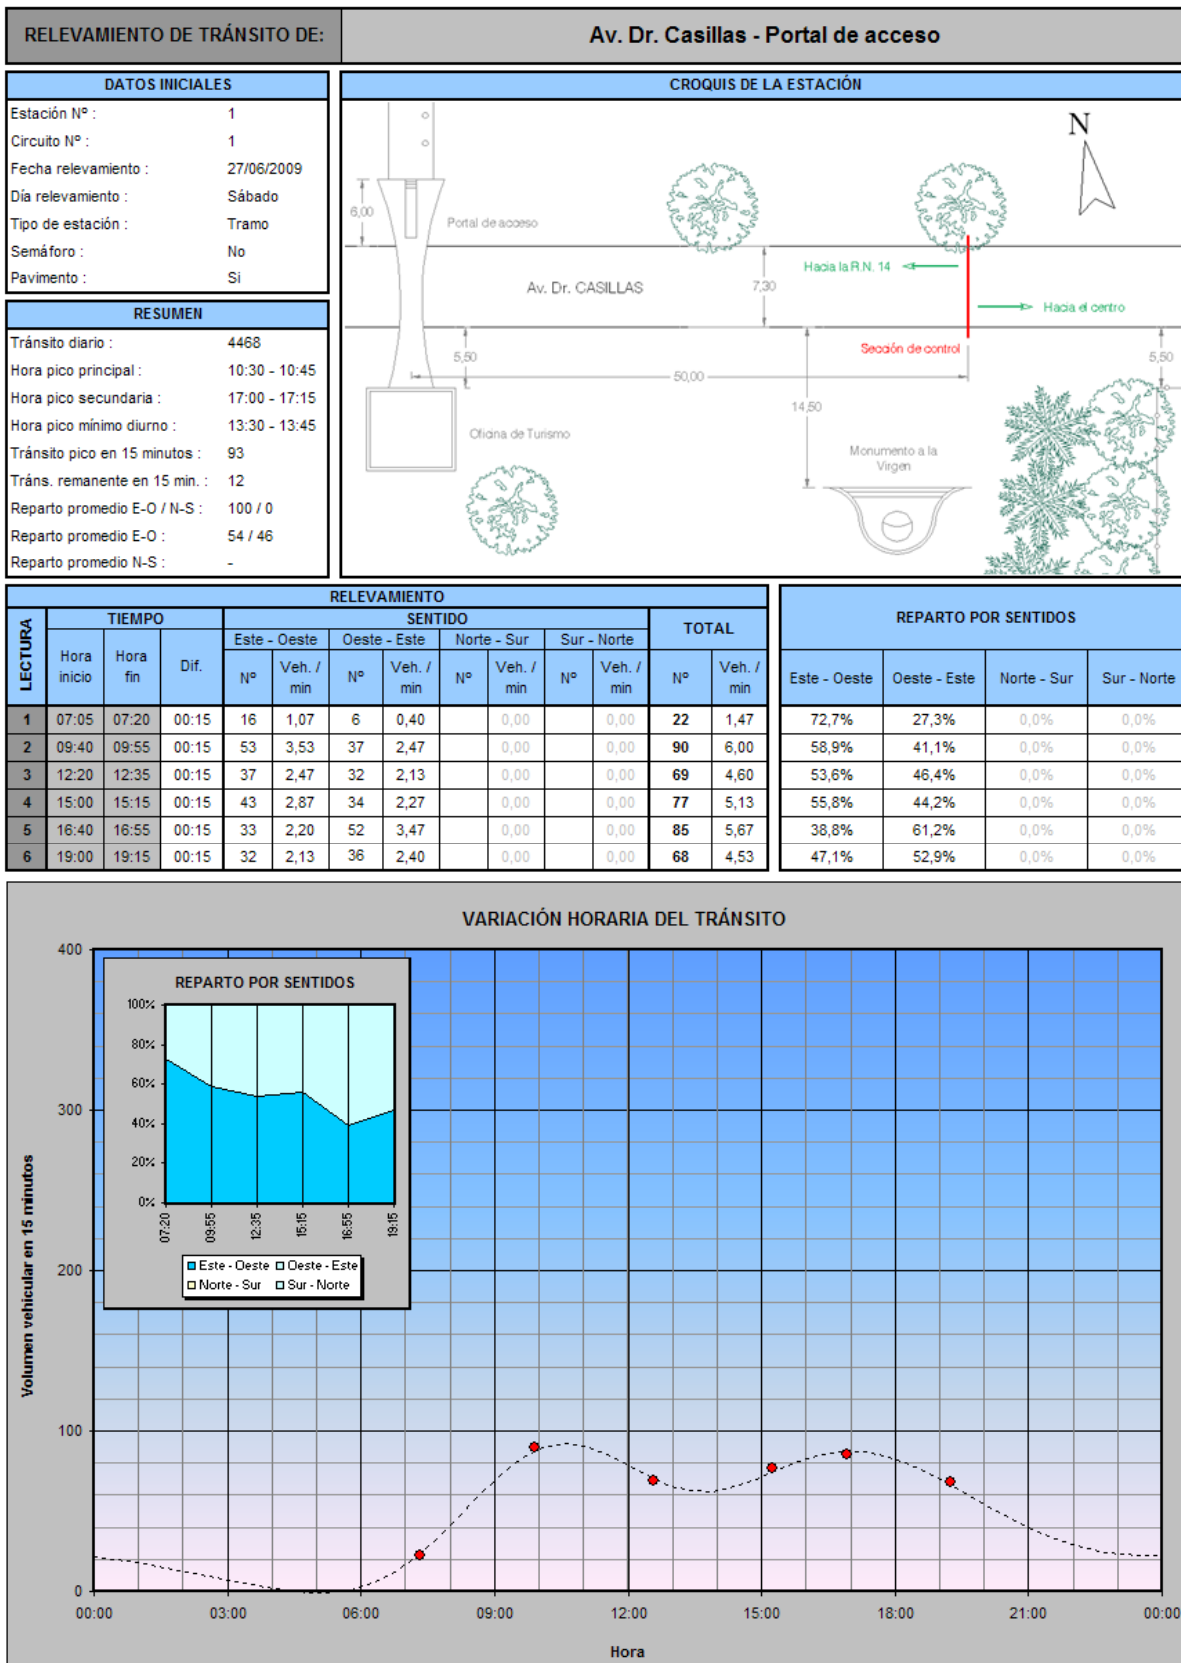 RELEVAMIENTO DE TRÁNSITO DE:
Av. Dr. Casillas - Portal de acceso
DATOS INICIALES
Estación Nº : 1
Circuito Nº : 1
Fecha relevamiento : 27/06/2009
Día relevamiento : Sábado
Tipo de estación : Tramo
Semáforo : No
Pavimento : Si
RESUMEN
Tránsito diario : 4468
Hora pico principal : 10:30 - 10:45
Hora pico secundaria : 17:00 - 17:15
Hora pico mínimo diurno : 13:30 - 13:45
Tránsito pico en 15 minutos : 93
Tráns. remanente en 15 min. : 12
Reparto promedio E-O / N-S : 100 / 0
Reparto promedio E-O : 54 / 46
Reparto promedio N-S : -
CROQUIS DE LA ESTACIÓN
N
6,00
Portal de acceso
Hacia la R.N. 14
Av. Dr. CASILLAS
7,30
Hacia el centro
Sección de control
5,50
5,50
50,00
14,50
Oficina de Turismo
Monumento a la
Virgen
RELEVAMIENTO
LECTURA
TIEMPO
SENTIDO
TOTAL
Este - Oeste Oeste - Este Norte - Sur Sur - Norte
Hora inicio Hora fin Dif. Nº Veh. / min Nº Veh. / min Nº Veh. / min Nº Veh. / min Nº Veh. / min
1 07:05 07:20 00:15 16 1,07 6 0,40 0,00 0,00 22 1,47
2 09:40 09:55 00:15 53 3,53 37 2,47 0,00 0,00 90 6,00
3 12:20 12:35 00:15 37 2,47 32 2,13 0,00 0,00 69 4,60
4 15:00 15:15 00:15 43 2,87 34 2,27 0,00 0,00 77 5,13
5 16:40 16:55 00:15 33 2,20 52 3,47 0,00 0,00 85 5,67
6 19:00 19:15 00:15 32 2,13 36 2,40 0,00 0,00 68 4,53
REPARTO POR SENTIDOS
Este - Oeste Oeste - Este Norte - Sur Sur - Norte
72,7% 27,3% 0,0% 0,0%
58,9% 41,1% 0,0% 0,0%
53,6% 46,4% 0,0% 0,0%
55,8% 44,2% 0,0% 0,0%
38,8% 61,2% 0,0% 0,0%
47,1% 52,9% 0,0% 0,0%
VARIACIÓN HORARIA DEL TRÁNSITO
Volumen vehicular en 15 minutos
400
300
200
100
0
REPARTO POR SENTIDOS
100%
80%
60%
40%
20%
0%
07:20 09:55 12:35 15:15 16:55 19:15
Este - Oeste Oeste - Este
Norte - Sur Sur - Norte
00:00 03:00 06:00 09:00 12:00 15:00 18:00 21:00 00:00
Hora